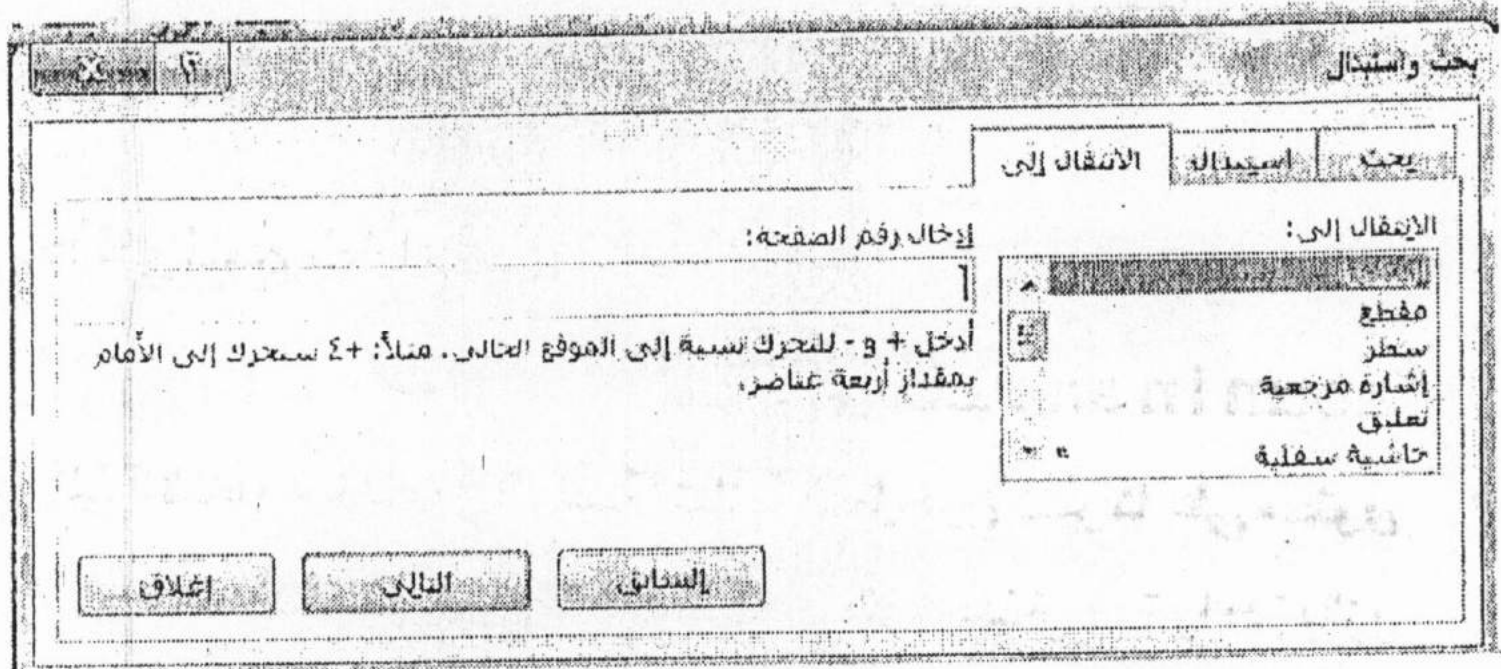 بحث واستبدال
؟ X
بحث استبدال الانتقال إلى
الانتقال إلى:
مقطع
سطر
إشارة مرجعية
تعليق
حاشية سفلية
إدخال رقم الصفحة:
أدخل + و - للتحرك نسبة إلى الموقع الحالي. مثلاً: +٤ ستحرك إلى الأمام
بمقدار أربعة عناصر.
السابق التالي إغلاق